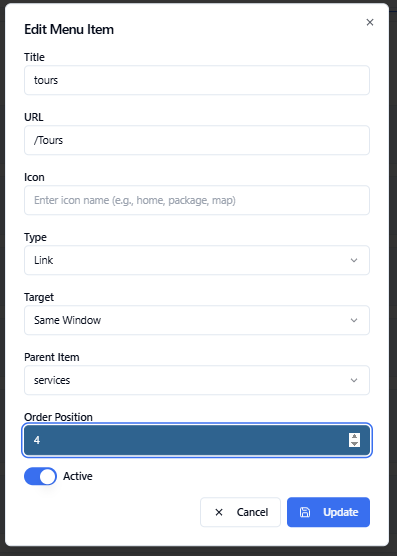 Edit Menu Item
Title
tours
URL
/Tours
Icon
Enter icon name (e.g., home, package, map)
Type
Link
Target
Same Window
Parent Item
services
Order Position
4
Active
Cancel
Update